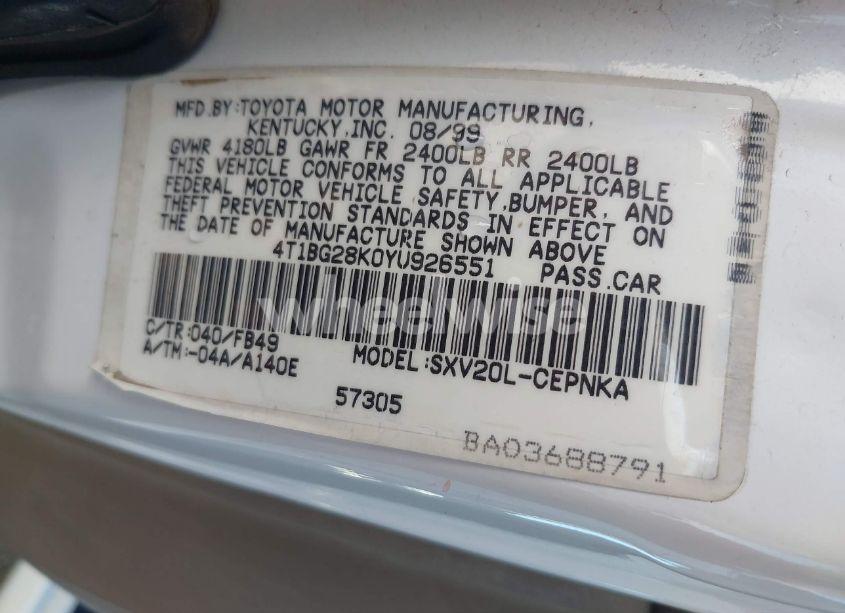 MFD.BY:TOYOTA MOTOR MANUFACTURING,
KENTUCKY,INC. 08/99
GVWR 4180LB GAWR FR 2400LB RR 2400LB
THIS VEHICLE CONFORMS TO ALL APPLICABLE
FEDERAL MOTOR VEHICLE SAFETY,BUMPER, AND
THEFT PREVENTION STANDARDS IN EFFECT ON
THE DATE OF MANUFACTURE SHOWN ABOVE
4T1BG28K0YU926551 PASS.CAR
wheelwise
C/TR:040/FB49
A/TM:-04A/A140E MODEL:SXV20L-CEPNKA
57305
BA03688791